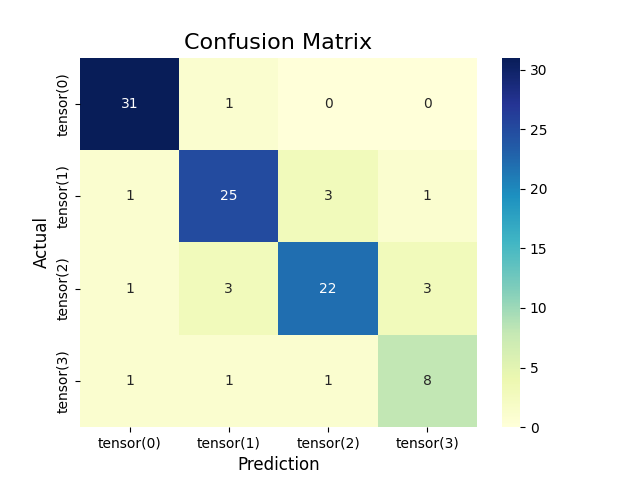 Confusion Matrix
tensor(0) 31 1 0 0 30
25
tensor(1) 1 25 3 1 20
Actual
15
tensor(2) 1 3 22 3 10
5
tensor(3) 1 1 1 8
0
tensor(0) tensor(1) tensor(2) tensor(3)
Prediction